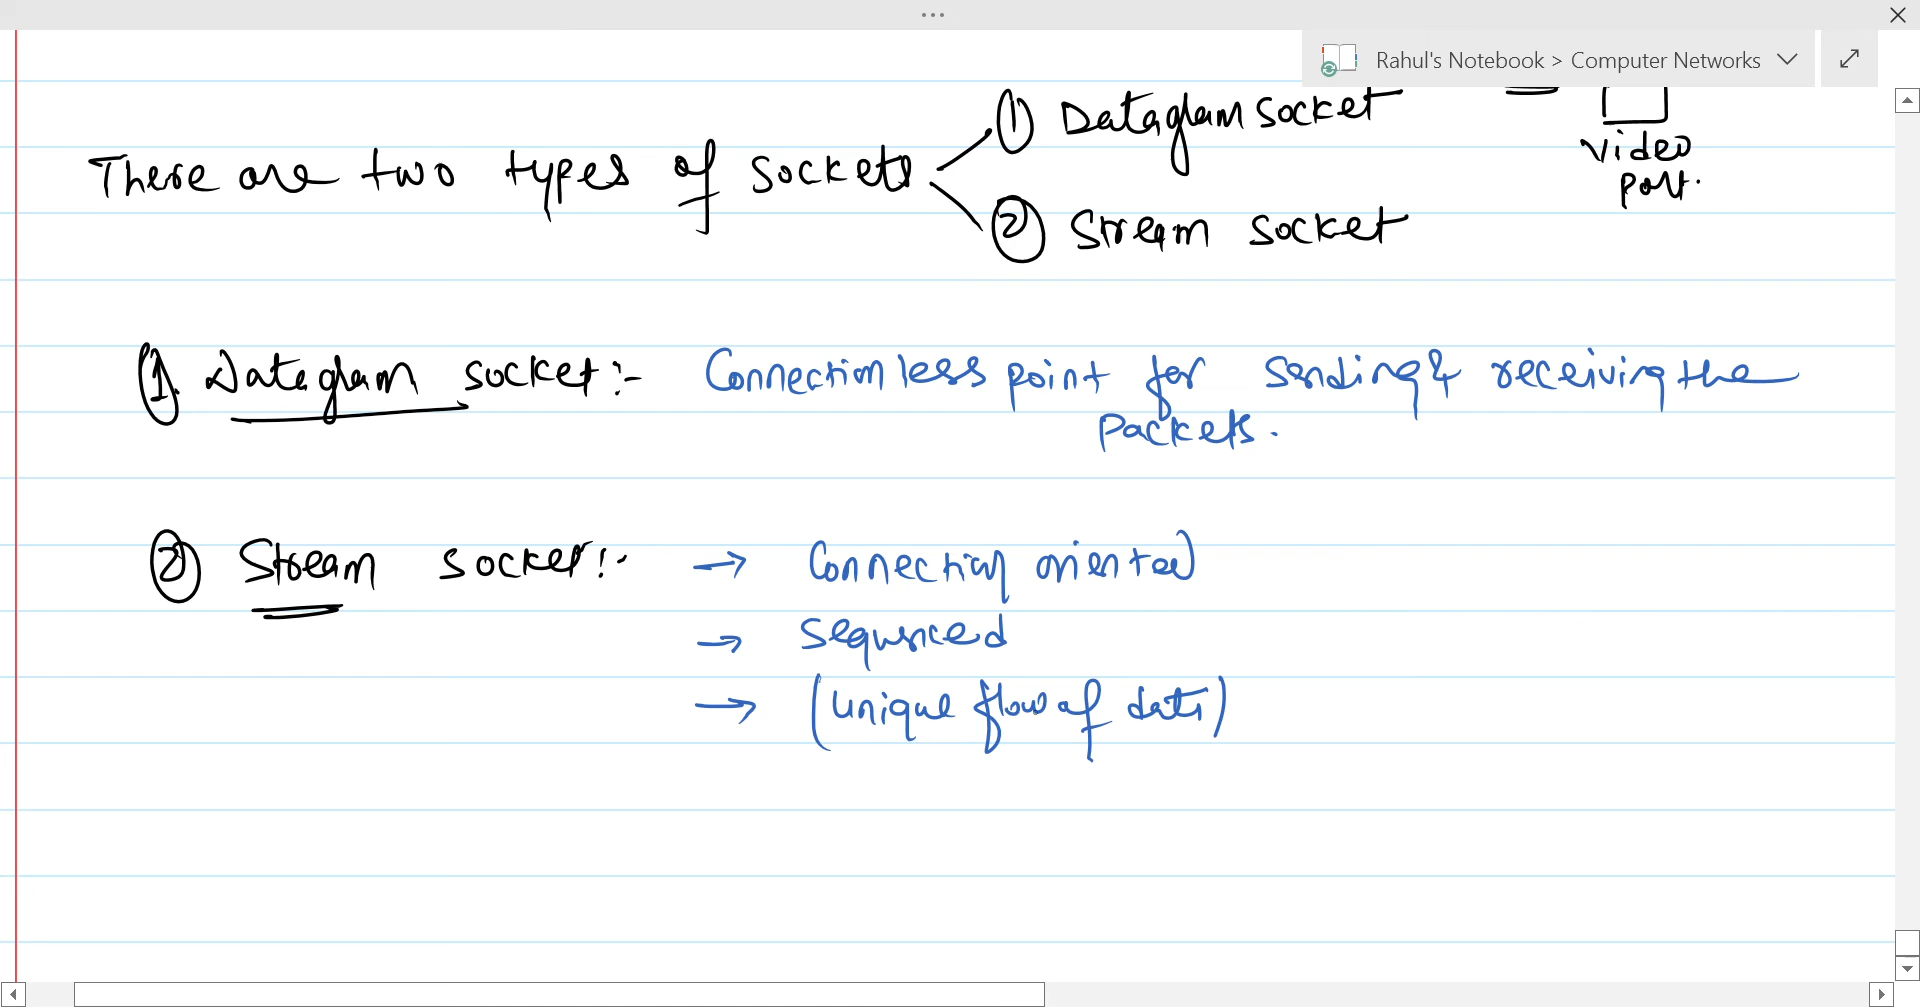 Rahul's Notebook > Computer Networks
① Datagram socket
There are two types of sockets
② Stream socket
video
port.
①. Datagram socket:- Connectionless point for sending & receiving the
Packets.
② Stream socket:- → Connection oriented
→ Sequenced
→ (unique flow of data)